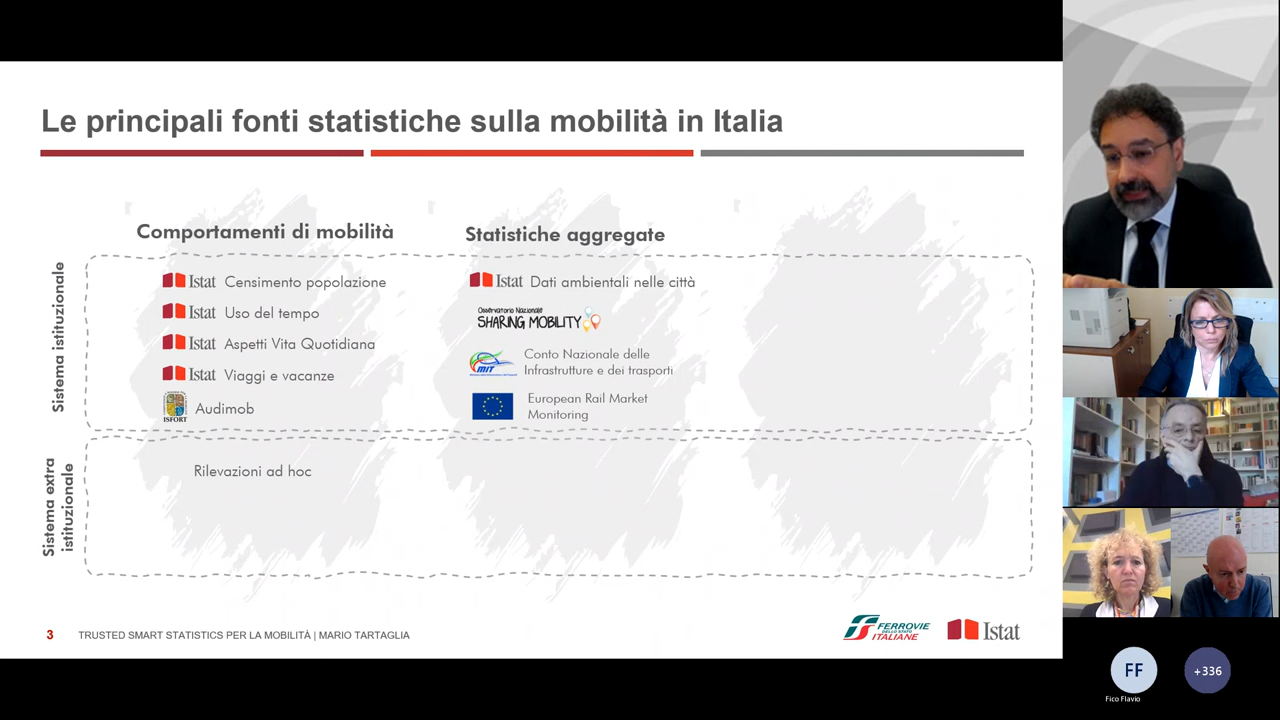 Le principali fonti statistiche sulla mobilità in Italia
Comportamenti di mobilità
Statistiche aggregate
Sistema istituzionale
Istat Censimento popolazione
Istat Uso del tempo
Istat Aspetti Vita Quotidiana
Istat Viaggi e vacanze
ISFORT Audimob
Istat Dati ambientali nelle città
Osservatorio Nazionale
SHARING MOBILITY
MIT
Conto Nazionale delle
Infrastrutture e dei trasporti
European Rail Market
Monitoring
Sistema extra
istituzionale
Rilevazioni ad hoc
3
TRUSTED SMART STATISTICS PER LA MOBILITÀ | MARIO TARTAGLIA
FERROVIE
DELLO STATO
ITALIANE
Istat
FF
Fico Flavio
+336